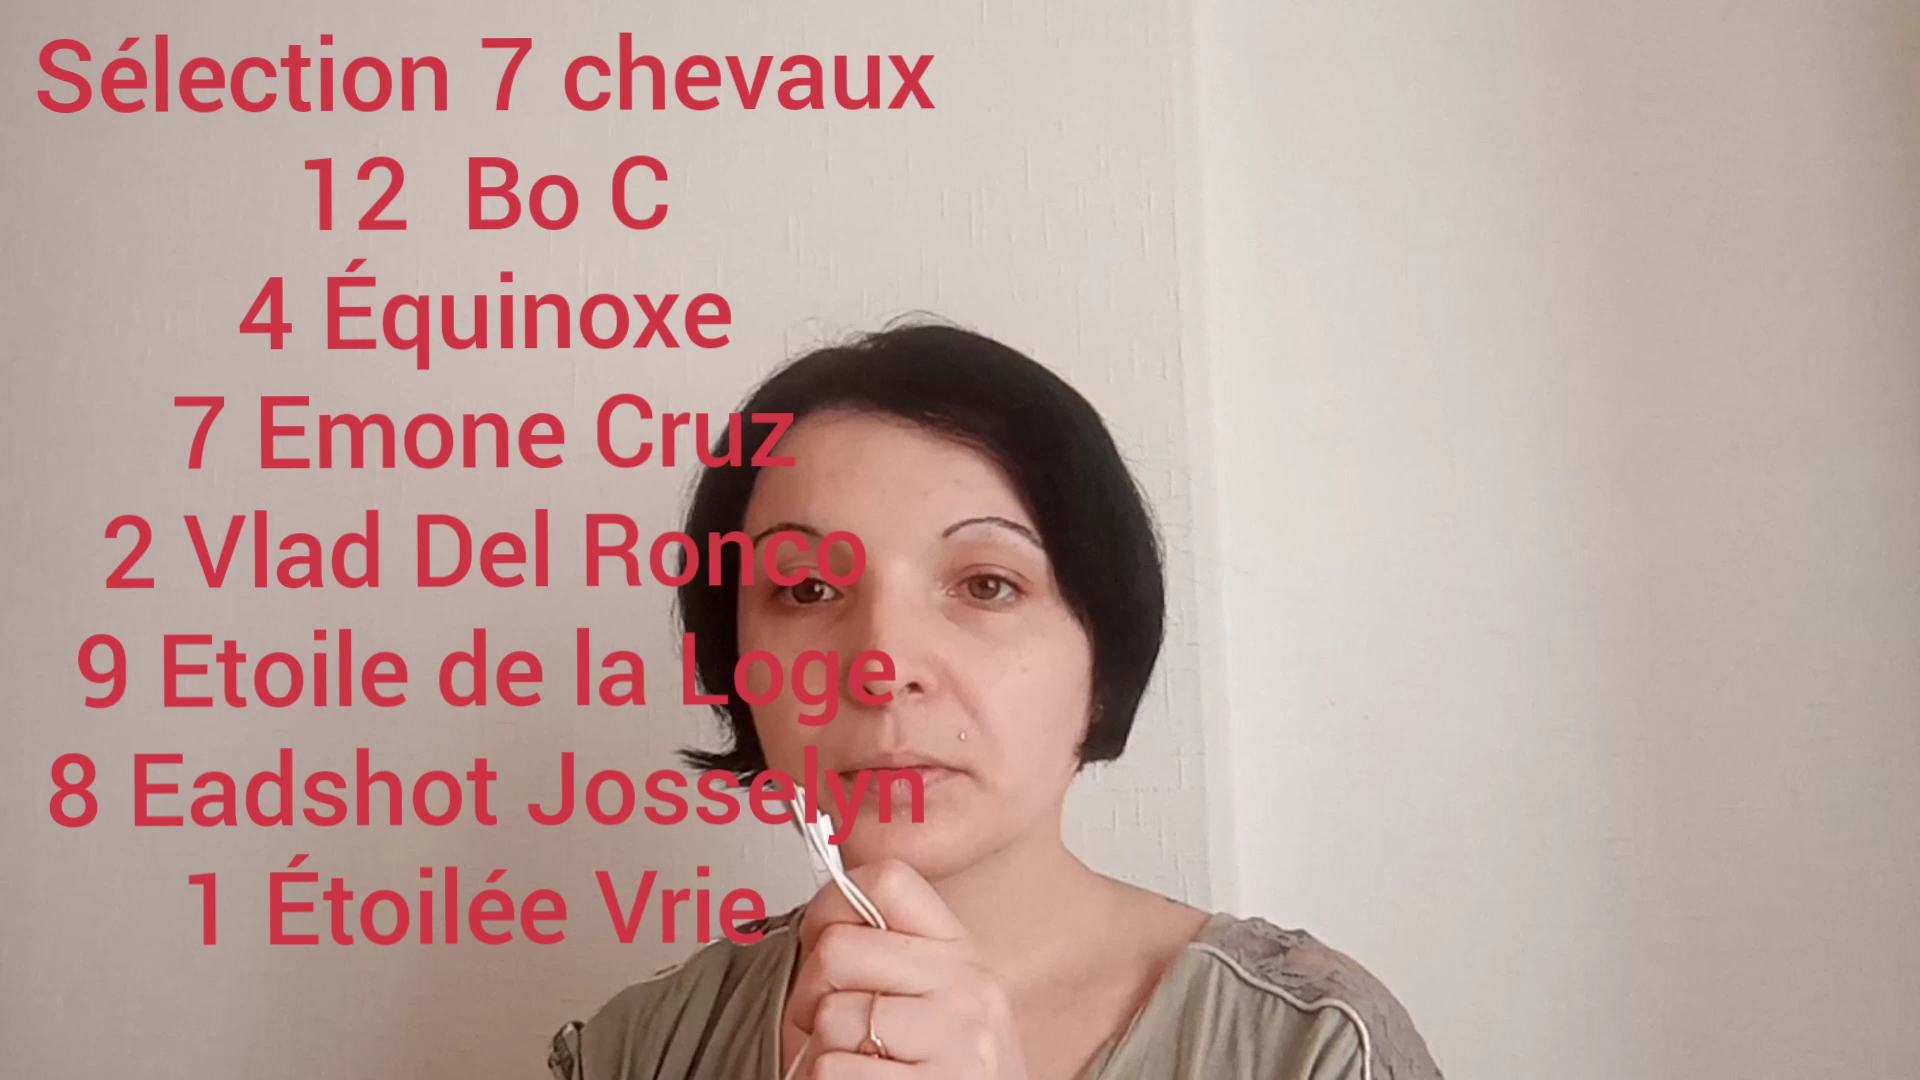 Sélection 7 chevaux
12 Bo C
4 Équinoxe
7 Emone Cruz
2 Vlad Del Ronco
9 Etoile de la Loge
8 Eadshot Josselyn
1 Étoilée Vrie